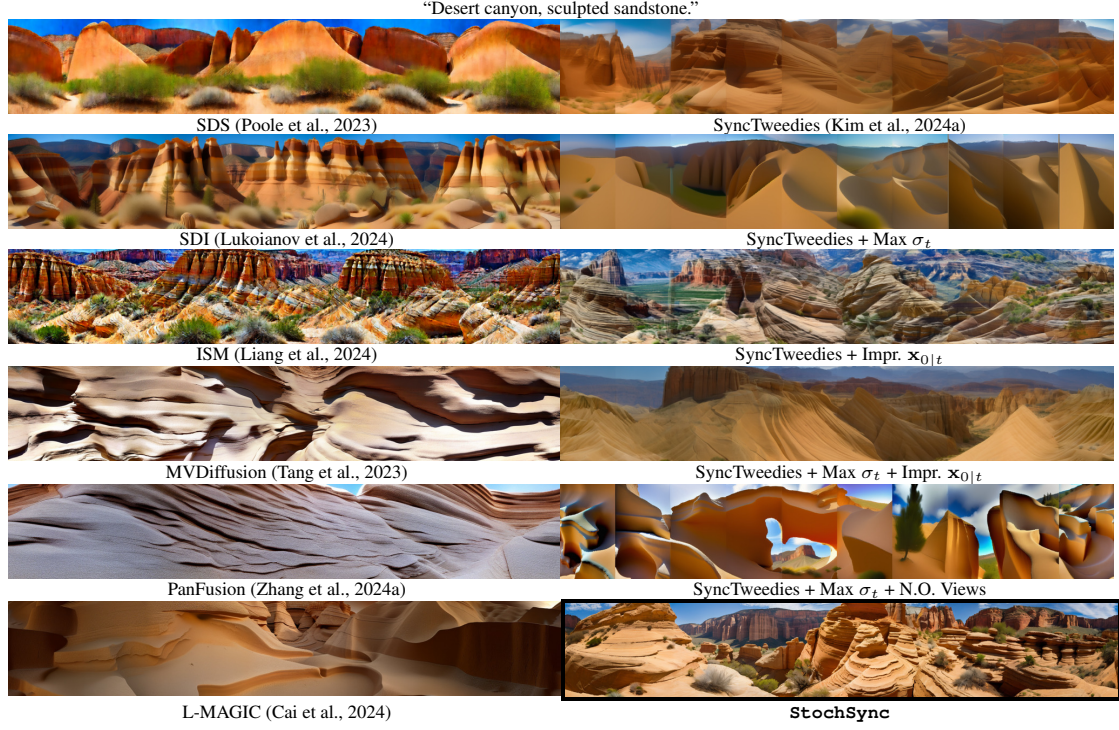 “Desert canyon, sculpted sandstone.”
SDS (Poole et al., 2023)
SyncTweedies (Kim et al., 2024a)
SDI (Lukoianov et al., 2024)
SyncTweedies + Max σₜ
ISM (Liang et al., 2024)
SyncTweedies + Impr. x₀|ₜ
MVDiffusion (Tang et al., 2023)
SyncTweedies + Max σₜ + Impr. x₀|ₜ
PanFusion (Zhang et al., 2024a)
SyncTweedies + Max σₜ + N.O. Views
L-MAGIC (Cai et al., 2024)
StochSync